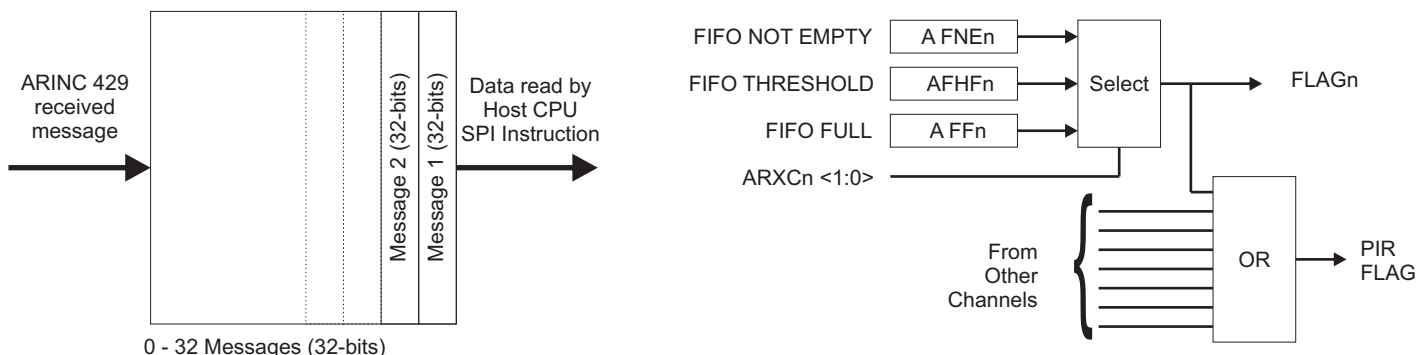 ARINC 429
received
message
Message 2 (32-bits)
Message 1 (32-bits)
Data read by
Host CPU
SPI Instruction
0 - 32 Messages (32-bits)
FIFO NOT EMPTY
A FNEn
FIFO THRESHOLD
AFHFn
FIFO FULL
A FFn
Select
FLAGn
ARXCn <1:0>
From
Other
Channels
OR
PIR
FLAG